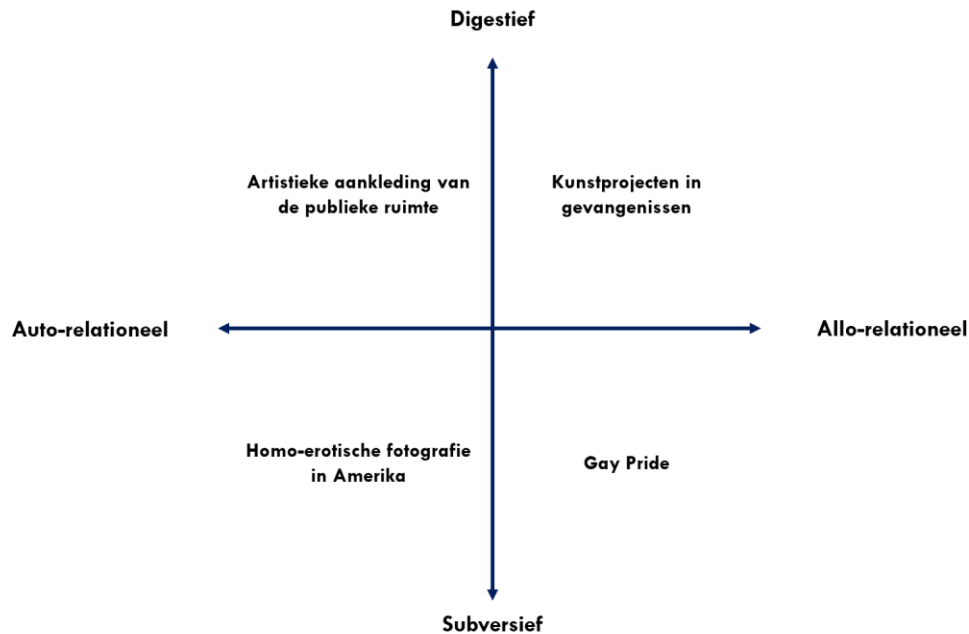 Digestief
Artistieke aankleding van
de publieke ruimte
Kunstprojecten in
gevangenissen
Auto-relationeel
Allo-relationeel
Homo-erotische fotografie
in Amerika
Gay Pride
Subversief